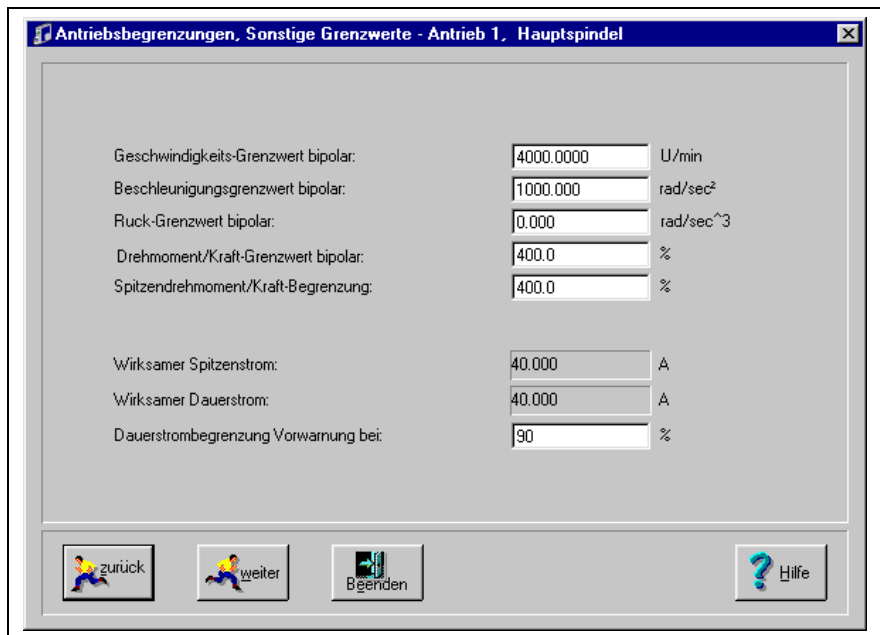 Antriebsbegrenzungen, Sonstige Grenzwerte - Antrieb 1, Hauptspindel
Geschwindigkeits-Grenzwert bipolar: 4000.0000 U/min
Beschleunigungsgrenzwert bipolar: 1000.000 rad/sec²
Ruck-Grenzwert bipolar: 0.000 rad/sec^3
Drehmoment/Kraft-Grenzwert bipolar: 400.0 %
Spitzendrehmoment/Kraft-Begrenzung: 400.0 %
Wirksamer Spitzenstrom: 40.000 A
Wirksamer Dauerstrom: 40.000 A
Dauerstrombegrenzung Vorwarnung bei: 90 %
zurück weiter Beenden Hilfe